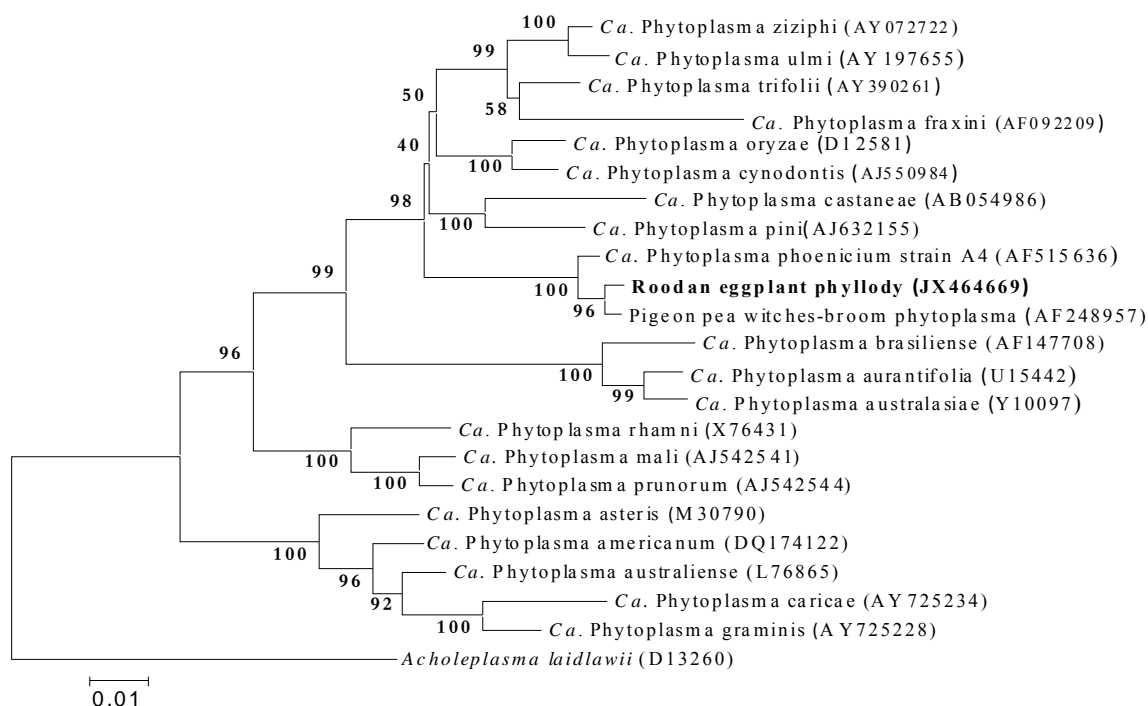 100
Ca. Phytoplasma ziziphi (AY072722)
99
Ca. Phytoplasma ulmi (AY197655)
Ca. Phytoplasma trifolii (AY390261)
50
58
Ca. Phytoplasma fraxini (AF092209)
40
Ca. Phytoplasma oryzae (D12581)
100
Ca. Phytoplasma cynodontis (AJ550984)
98
Ca. Phytoplasma castaneae (AB054986)
100
Ca. Phytoplasma pini(AJ632155)
Ca. Phytoplasma phoenicium strain A4 (AF515636)
99
100
Roodan eggplant phyllody (JX464669)
96
Pigeon pea witches-broom phytoplasma (AF248957)
Ca. Phytoplasma brasiliense (AF147708)
96
100
Ca. Phytoplasma aurantifolia (U15442)
99
Ca. Phytoplasma australasiae (Y10097)
Ca. Phytoplasma rhamni (X76431)
100
Ca. Phytoplasma mali (AJ542541)
100
Ca. Phytoplasma prunorum (AJ542544)
Ca. Phytoplasma asteris (M30790)
100
Ca. Phytoplasma americanum (DQ174122)
96
Ca. Phytoplasma australiense (L76865)
92
Ca. Phytoplasma caricae (AY725234)
100
Ca. Phytoplasma graminis (AY725228)
Acholeplasma laidlawii (D13260)
0.01